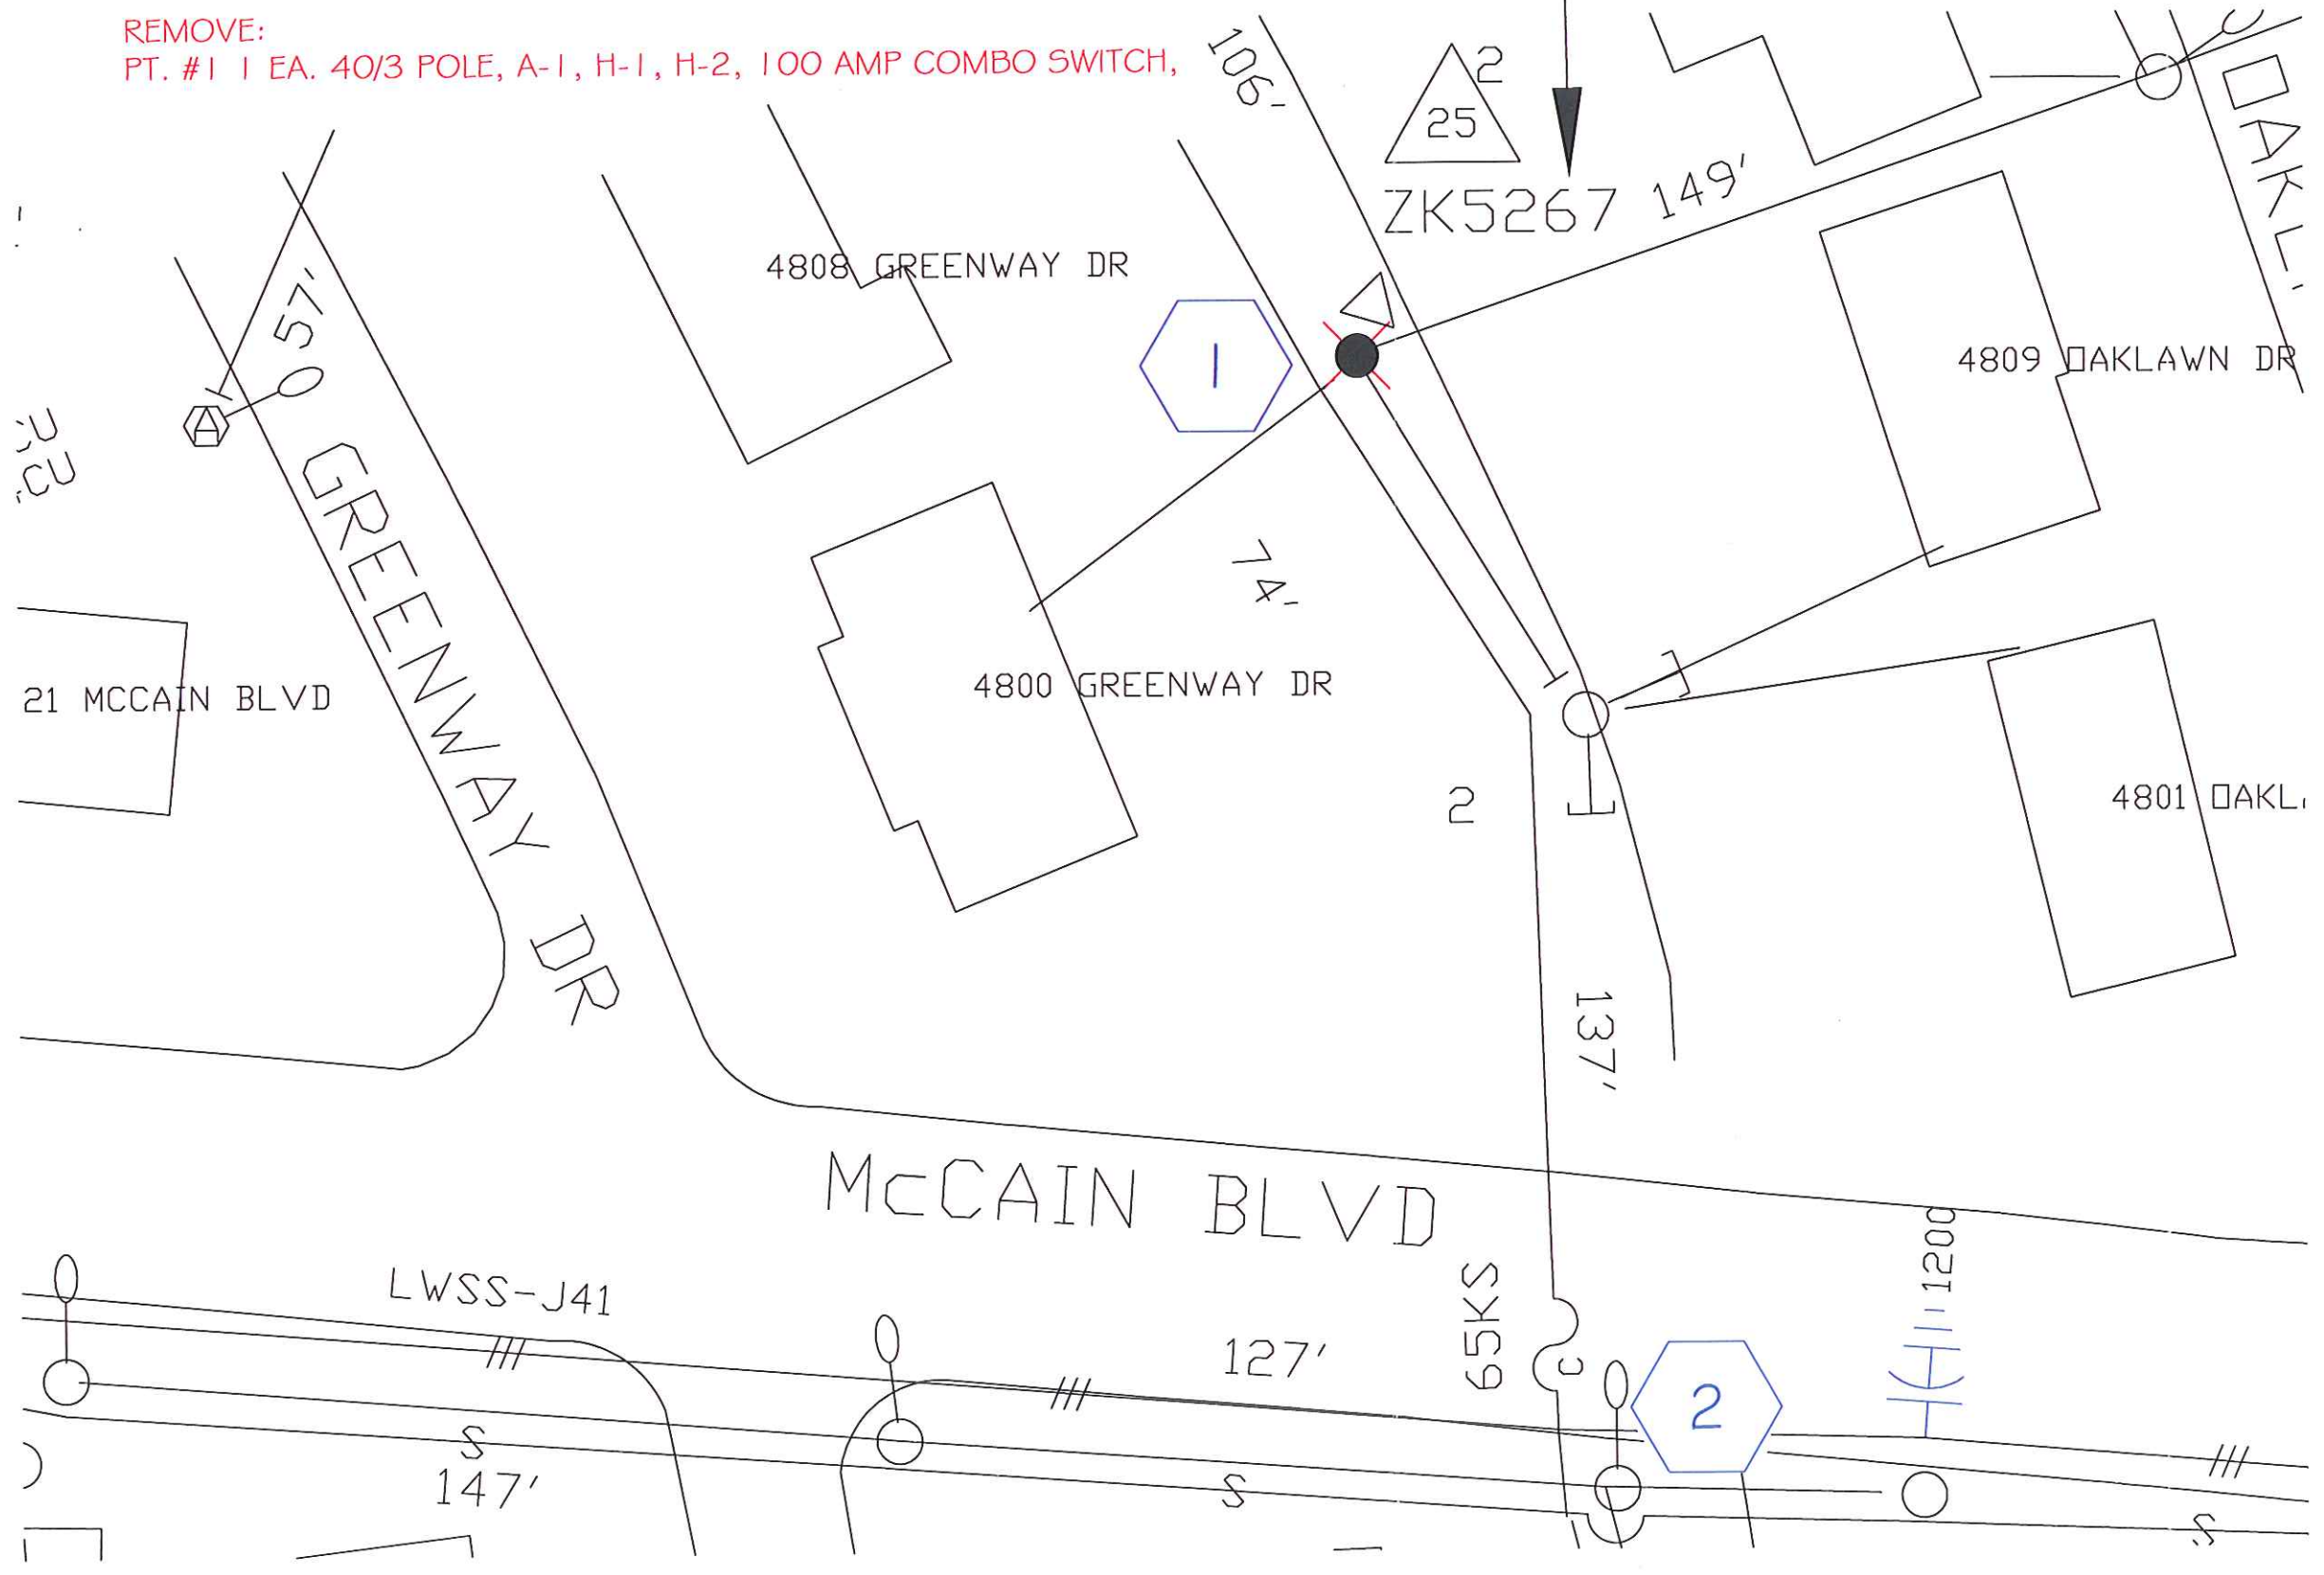 REMOVE:
PT. #1 1 EA. 40/3 POLE, A-1, H-1, H-2, 100 AMP COMBO SWITCH,
106'
2
25
ZK5267
149'
57'
4808 GREENWAY DR
1
4809 OAKLAWN DR
GREENWAY DR
74'
4800 GREENWAY DR
21 MCCAIN BLVD
2
4801 OAKL
137'
McCAIN BLVD
1200
LWSS-J41
127'
65KS
C
2
S
147'
S
S